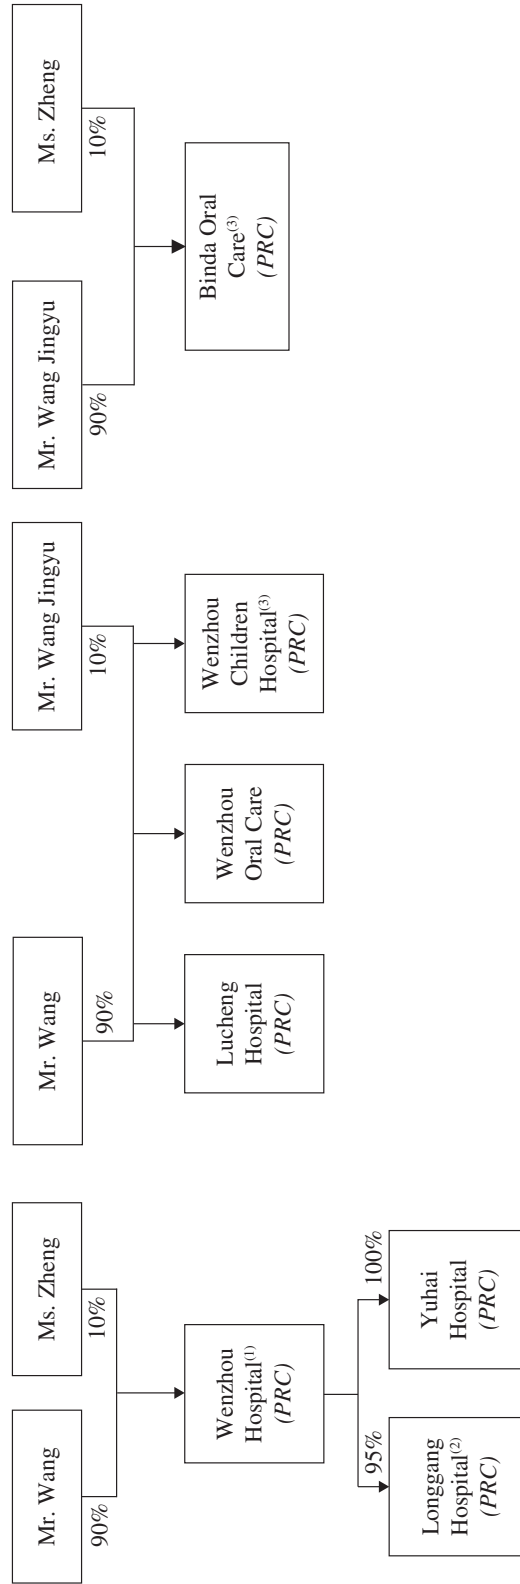 Mr. Wang
Ms. Zheng
90%
10%
Wenzhou
Hospital(1)
(PRC)
95%
100%
Longgang
Hospital(2)
(PRC)
Yuhai
Hospital
(PRC)
Mr. Wang
Mr. Wang Jingyu
90%
10%
Lucheng
Hospital
(PRC)
Wenzhou
Oral Care
(PRC)
Wenzhou
Children
Hospital(3)
(PRC)
Mr. Wang Jingyu
Ms. Zheng
90%
10%
Binda Oral
Care(3)
(PRC)